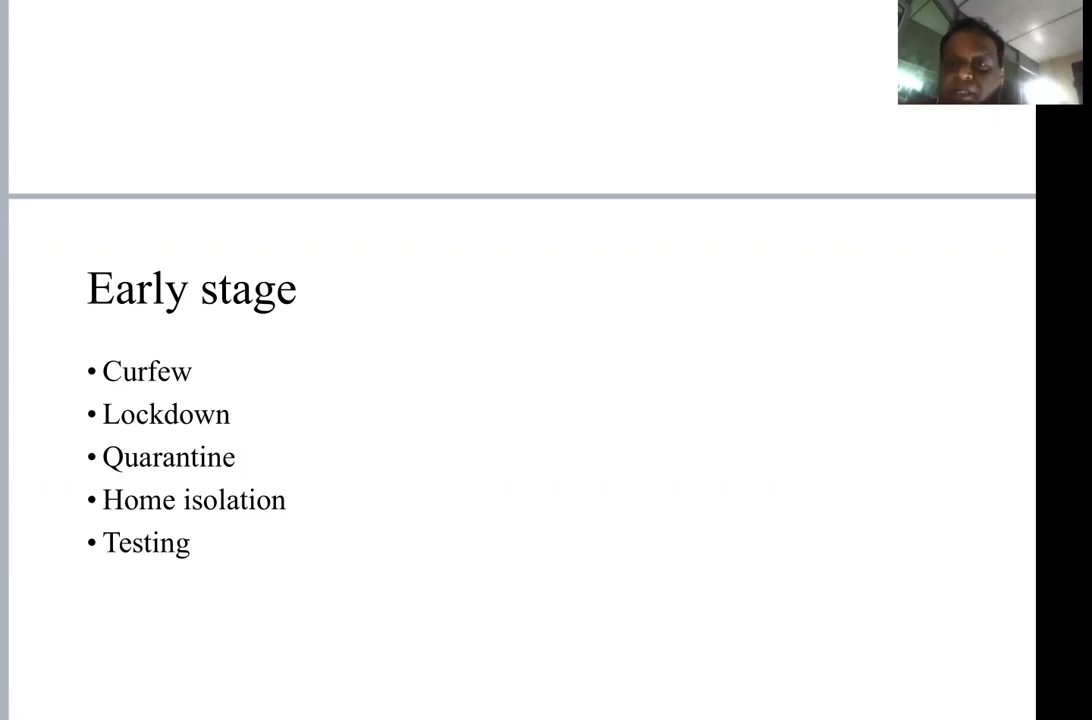 Early stage
• Curfew
• Lockdown
• Quarantine
• Home isolation
• Testing